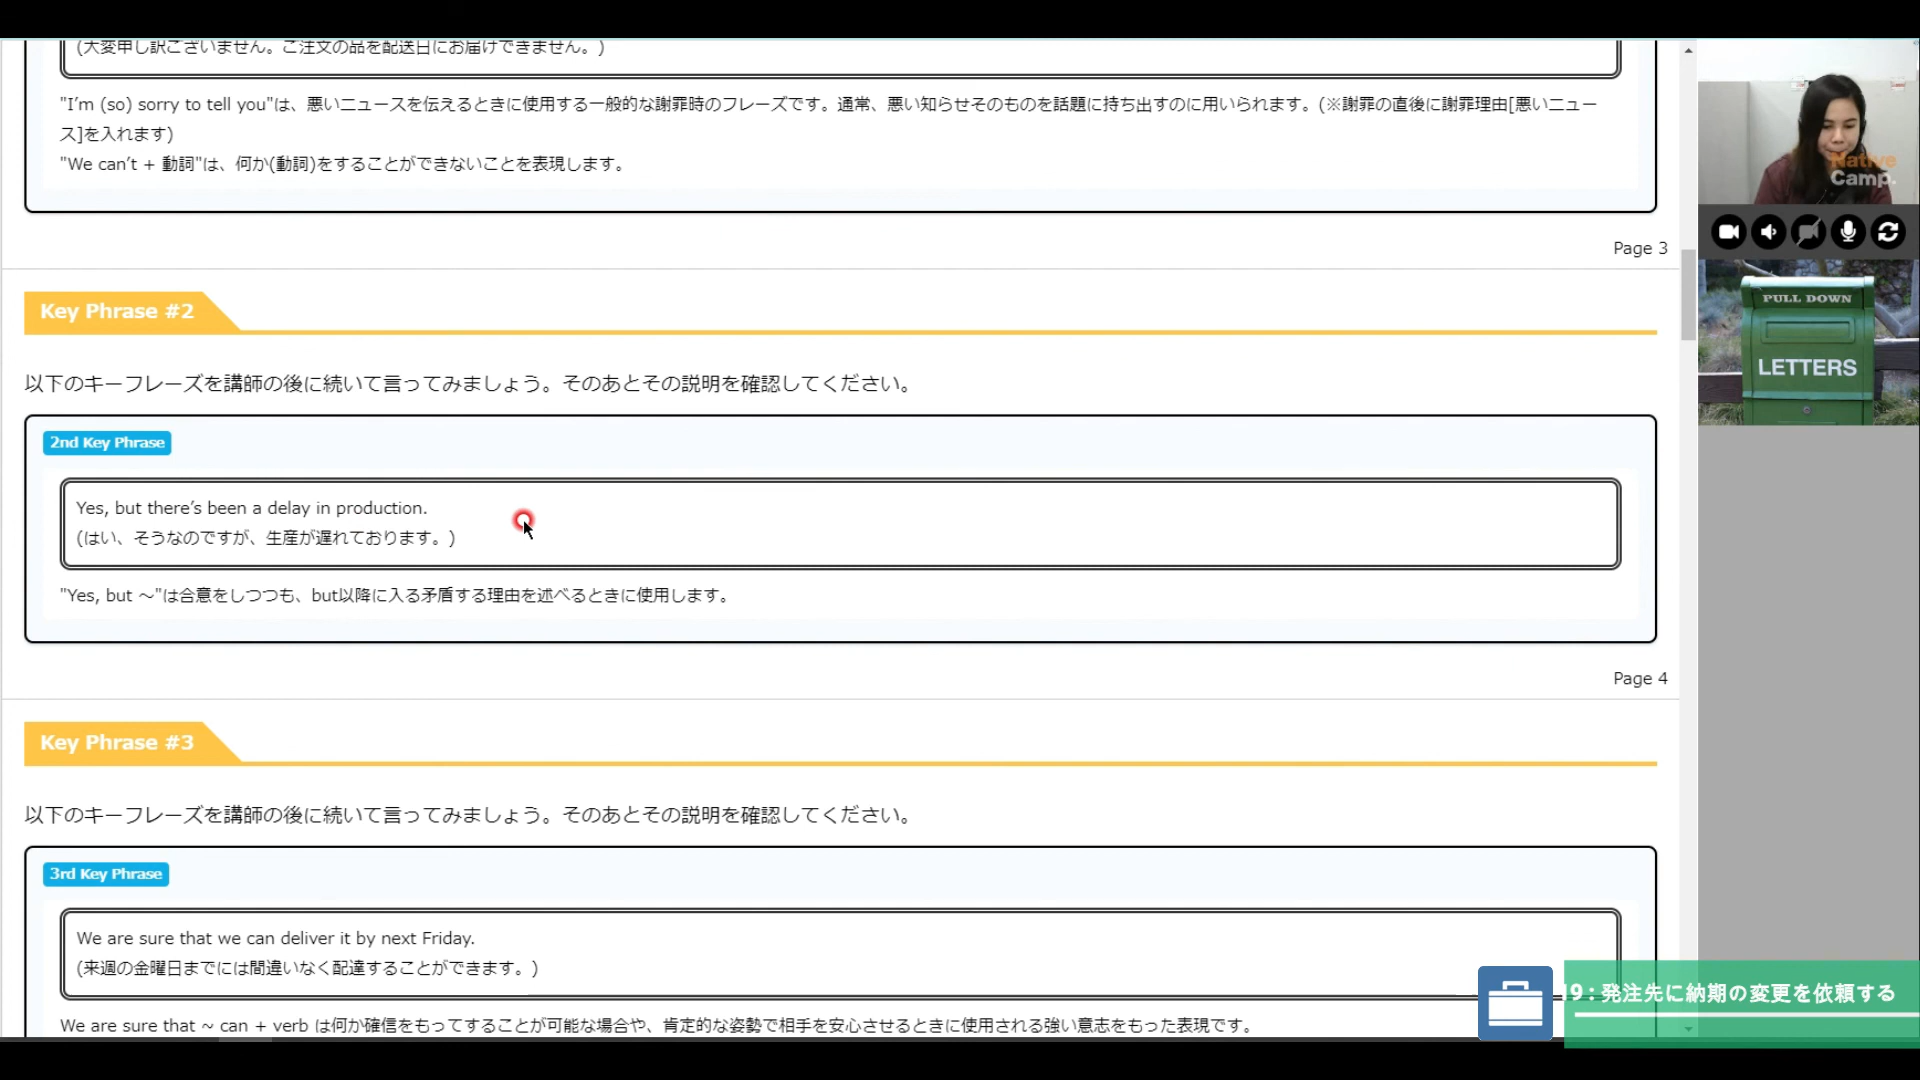 (大変申し訳ございません。ご注文の品を配送日にお届けできません。)
"I'm (so) sorry to tell you"は、悪いニュースを伝えるときに使用する一般的な謝罪時のフレーズです。通常、悪い知らせそのものを話題に持ち出すのに用いられます。(※謝罪の直後に謝罪理由[悪いニュー
ス]を入れます)
"We can't + 動詞"は、何か(動詞)をすることができないことを表現します。
Page 3
Key Phrase #2
以下のキーフレーズを講師の後に続いて言ってみましょう。そのあとその説明を確認してください。
2nd Key Phrase
Yes, but there's been a delay in production.
(はい、そうなのですが、生産が遅れております。)
"Yes, but ～"は合意をしつつも、but以降に入る矛盾する理由を述べるときに使用します。
Page 4
Key Phrase #3
以下のキーフレーズを講師の後に続いて言ってみましょう。そのあとその説明を確認してください。
3rd Key Phrase
We are sure that we can deliver it by next Friday.
(来週の金曜日までには間違いなく配達することができます。)
We are sure that ~ can + verb は何か確信をもってすることが可能な場合や、肯定的な姿勢で相手を安心させるときに使用される強い意志をもった表現です。
Native
Camp.
PULL DOWN
LETTERS
19：発注先に納期の変更を依頼する